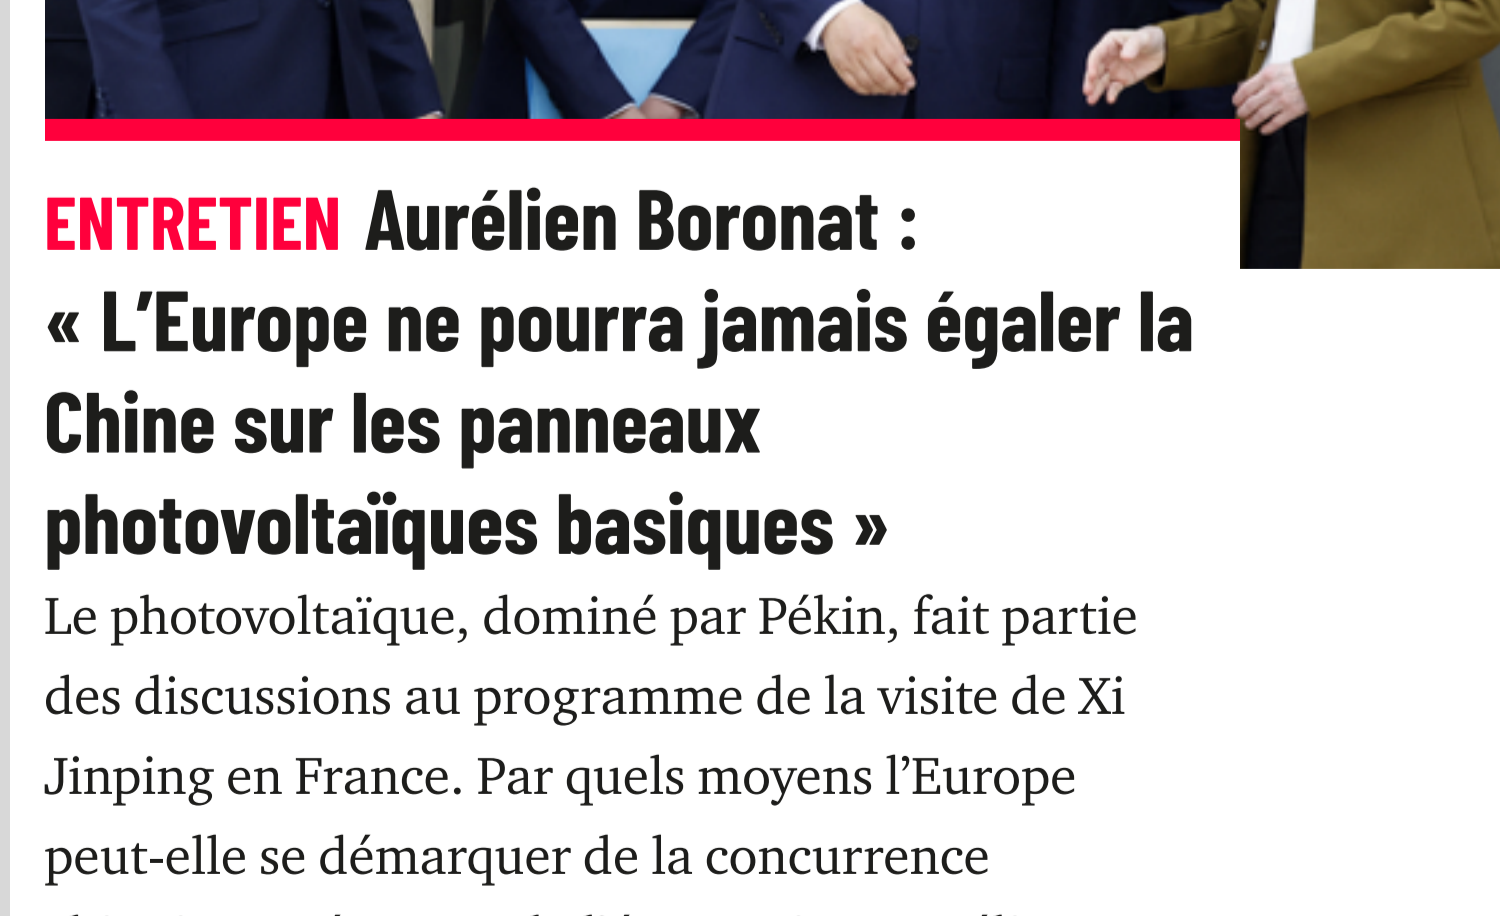 ENTRETIEN Aurélien Boronat :
« L’Europe ne pourra jamais égaler la
Chine sur les panneaux
photovoltaïques basiques »
Le photovoltaïque, dominé par Pékin, fait partie
des discussions au programme de la visite de Xi
Jinping en France. Par quels moyens l’Europe
peut-elle se démarquer de la concurrence